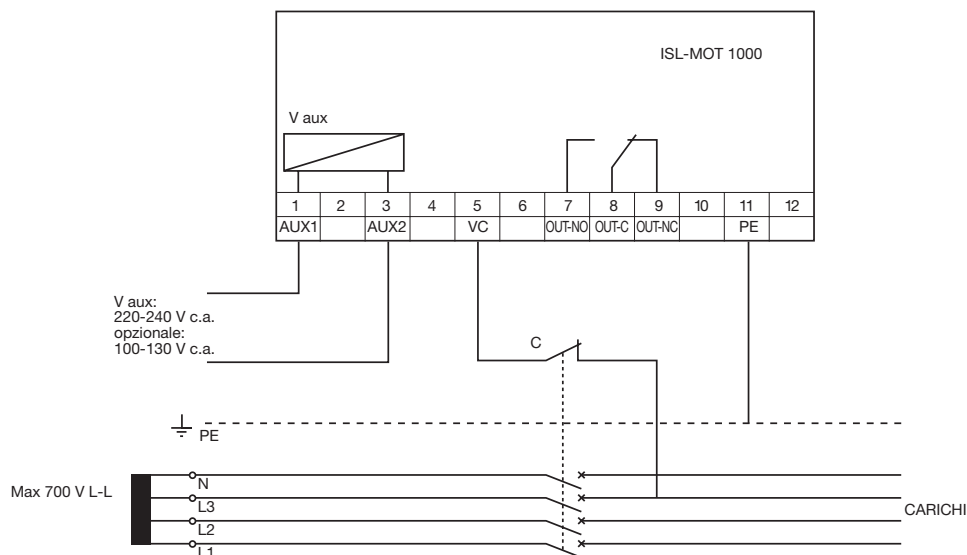 ISL-MOT 1000
V aux
1 2 3 4 5 6 7 8 9 10 11 12
AUX1 AUX2 VC OUT-NO OUT-C OUT-NC PE
V aux:
220-240 V c.a.
opzionale:
100-130 V c.a.
C
PE
Max 700 V L-L
N
L3
CARICHI
L2
L1